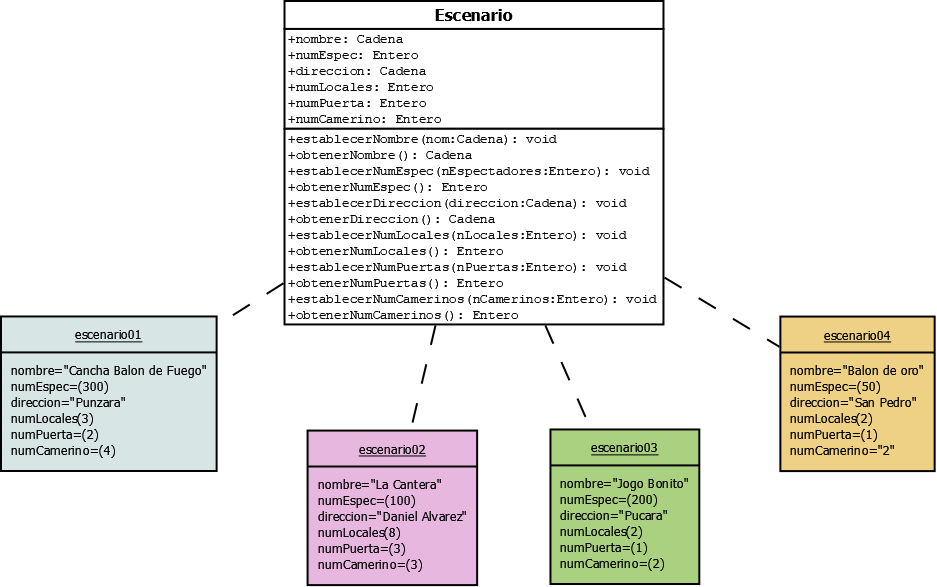 Escenario
+nombre: Cadena
+numEspec: Entero
+direccion: Cadena
+numLocales: Entero
+numPuerta: Entero
+numCamerino: Entero
+establecerNombre(nom:Cadena): void
+obtenerNombre(): Cadena
+establecerNumEspec(nEspectadores:Entero): void
+obtenerNumEspec(): Entero
+establecerDireccion(direccion:Cadena): void
+obtenerDireccion(): Cadena
+establecerNumLocales(nLocales:Entero): void
+obtenerNumLocales(): Entero
+establecerNumPuertas(nPuertas:Entero): void
+obtenerNumPuertas(): Entero
+establecerNumCamerinos(nCamerinos:Entero): void
+obtenerNumCamerinos(): Entero
escenario01
nombre="Cancha Balon de Fuego"
numEspec=(300)
direccion="Punzara"
numLocales(3)
numPuerta=(2)
numCamerino=(4)
escenario02
nombre="La Cantera"
numEspec=(100)
direccion="Daniel Alvarez"
numLocales(8)
numPuerta=(3)
numCamerino=(3)
escenario03
nombre="Jogo Bonito"
numEspec=(200)
direccion="Pucara"
numLocales(2)
numPuerta=(1)
numCamerino=(2)
escenario04
nombre="Balon de oro"
numEspec=(50)
direccion="San Pedro"
numLocales(2)
numPuerta=(1)
numCamerino="2"